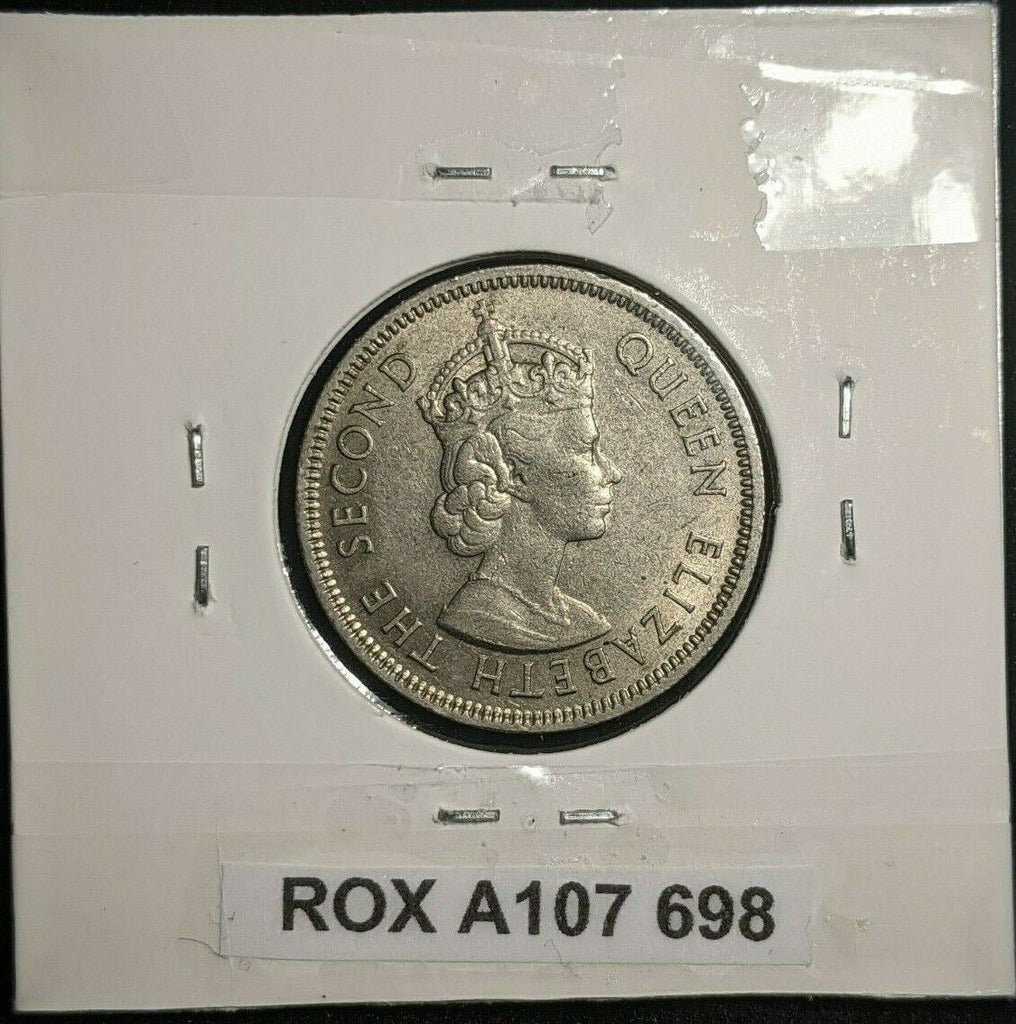 QUEEN ELIZABETH THE SECOND
ROX A107 698